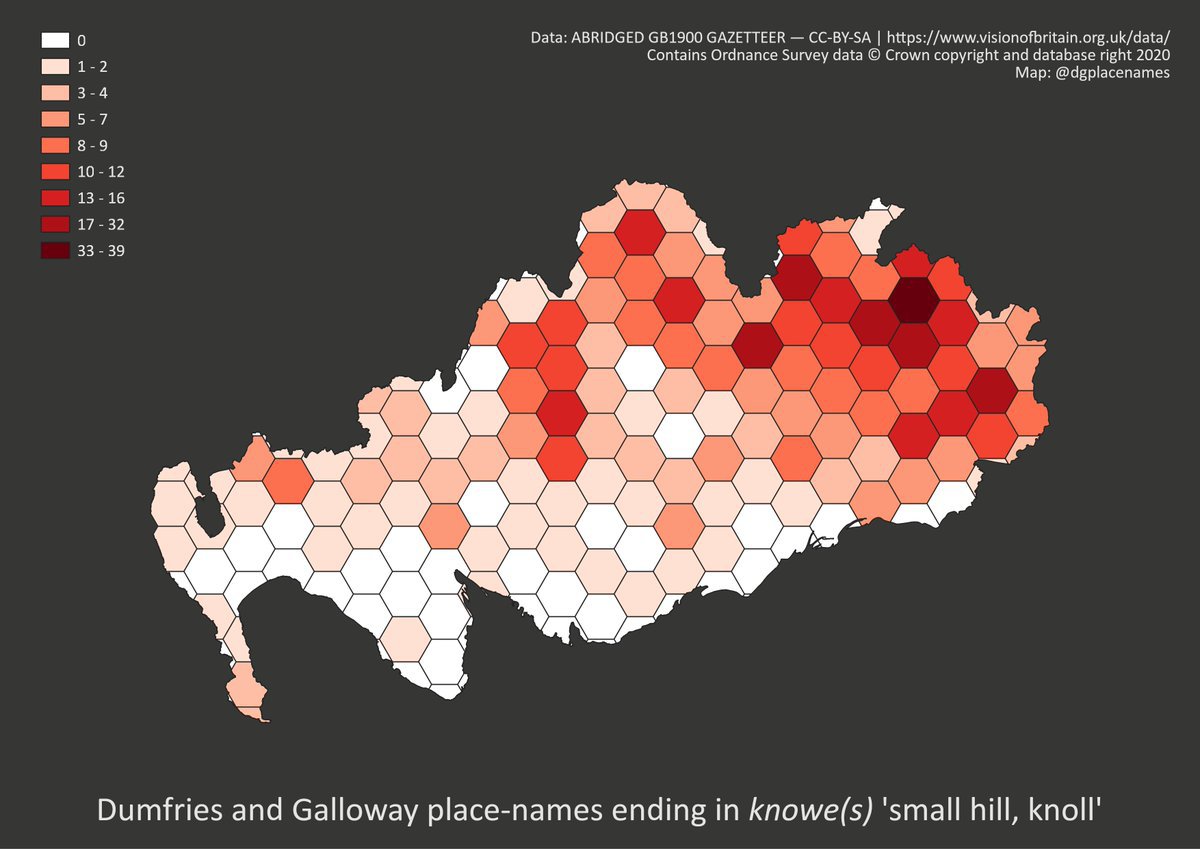 0
1 - 2
3 - 4
5 - 7
8 - 9
10 - 12
13 - 16
17 - 32
33 - 39
Data: ABRIDGED GB1900 GAZETTEER — CC-BY-SA | https://www.visionofbritain.org.uk/data/
Contains Ordnance Survey data © Crown copyright and database right 2020
Map: @dgplacenames
Dumfries and Galloway place-names ending in knowe(s) 'small hill, knoll'